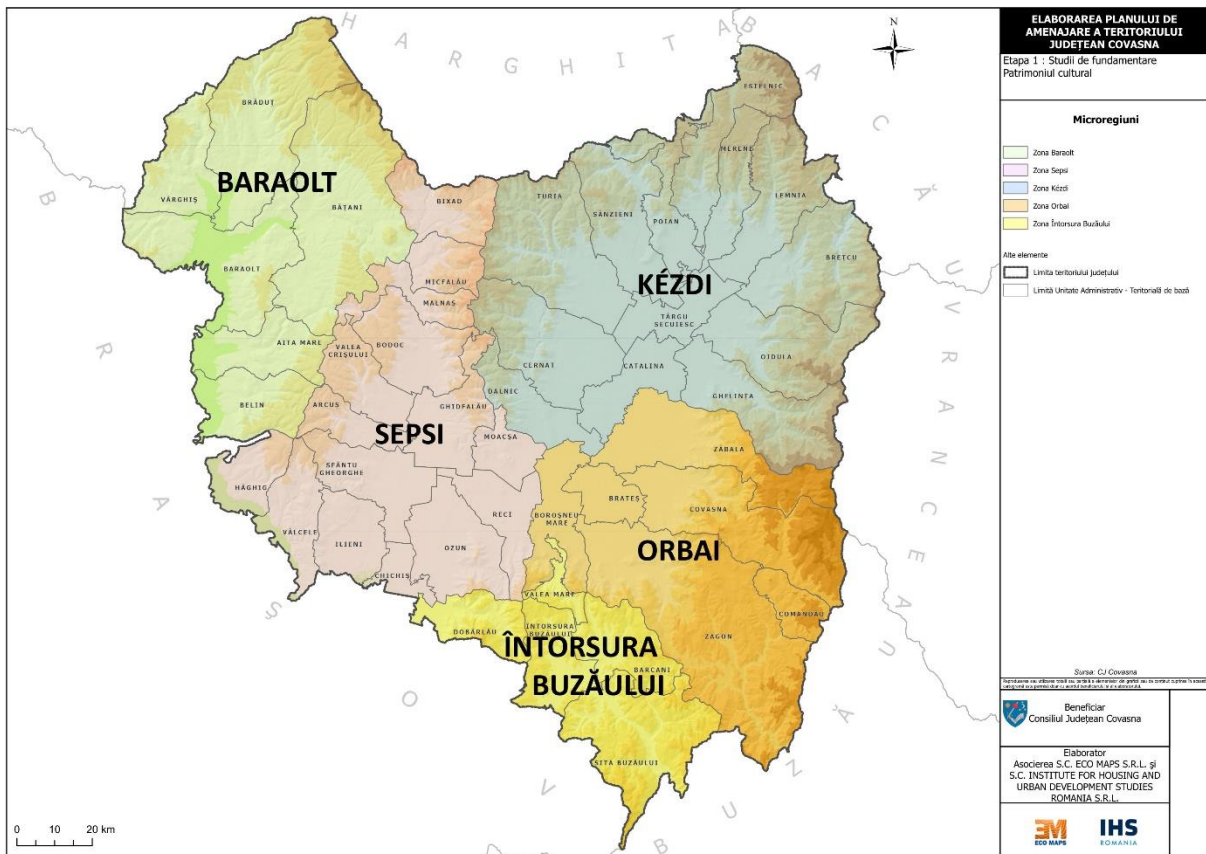 HARGHITA
BACĂU
VRANCEA
BUZĂU
BRAȘOV
N
BRĂDUȚ
BARAOLT
VÂRGHIȘ
BĂȚANI
BARAOLT
AITA MARE
BELIN
BIXAD
MICFALĂU
MALNAȘ
VALEA
CRIȘULUI
BODOC
ARCUȘ
GHIDFALĂU
SEPSI
MOACȘA
SFÂNTU
GHEORGHE
HĂGHIG
VÂLCELE
ILIENI
CHICHIȘ
OZUN
RECI
ESTELNIC
MERENI
LEMNIA
TURIA
SÂNZIENI
POIAN
BREȚCU
KÉZDI
TÂRGU
SECUIESC
OJDULA
CERNAT
CATALINA
DALNIC
GHELINȚA
ZĂBALA
BRATEȘ
COVASNA
BOROȘNEU
MARE
ORBAI
COMANDĂU
ZAGON
VALEA MARE
DOBÂRLĂU
ÎNTORSURA
BUZĂULUI
ÎNTORSURA
BUZĂULUI
BARCANI
SITA BUZĂULUI
0 10 20 km
ELABORAREA PLANULUI DE
AMENAJARE A TERITORIULUI
JUDEȚEAN COVASNA
Etapa 1 : Studii de fundamentare
Patrimoniul cultural
Microregiuni
Zona Baraolt
Zona Sepsi
Zona Kézdi
Zona Orbai
Zona Întorsura Buzăului
Alte elemente
Limita teritoriului județului
Limită Unitate Administrativ - Teritorială de bază
Sursa: CJ Covasna
Beneficiar
Consiliul Județean Covasna
Elaborator
Asocierea S.C. ECO MAPS S.R.L. și
S.C. INSTITUTE FOR HOUSING AND
URBAN DEVELOPMENT STUDIES
ROMANIA S.R.L.
ECO MAPS
IHS
ROMANIA